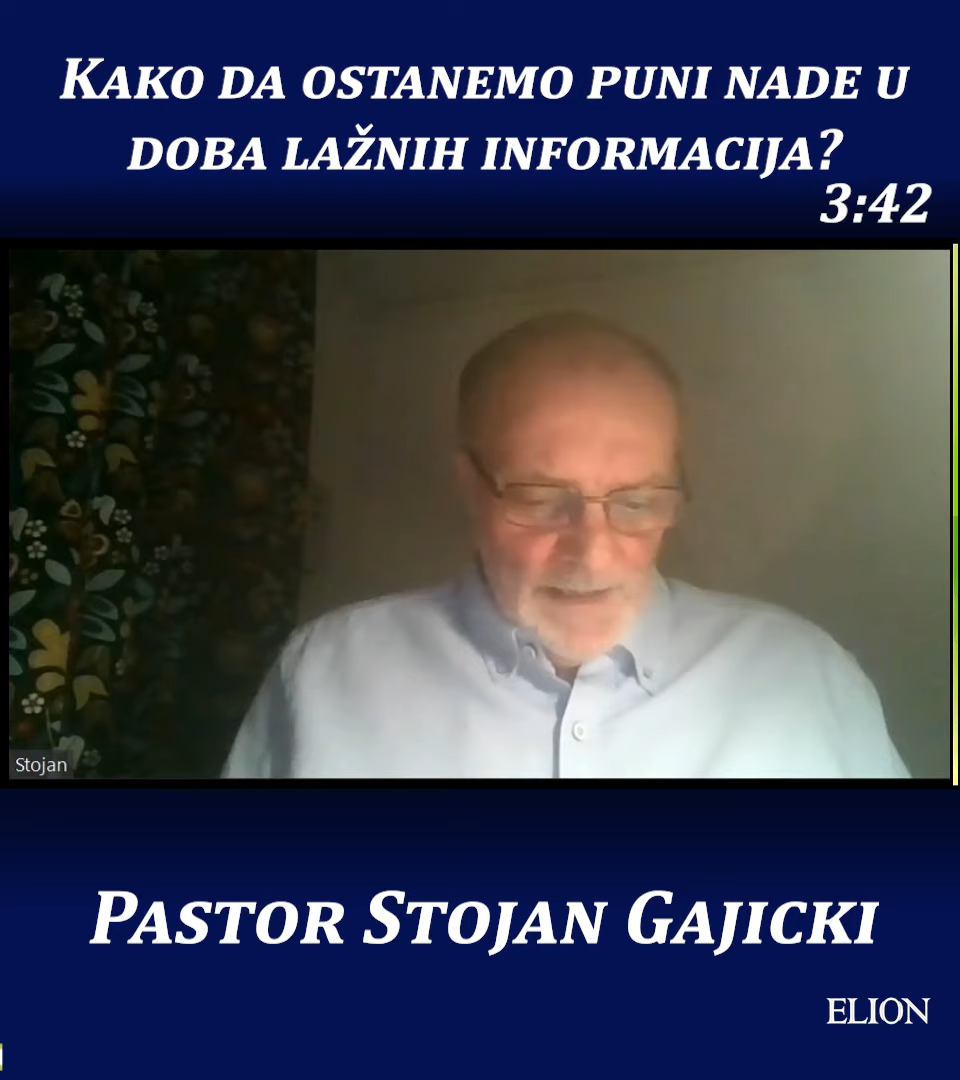 Kako da ostanemo puni nade u
doba lažnih informacija?
3:42
Stojan
Pastor Stojan Gajicki
ELION